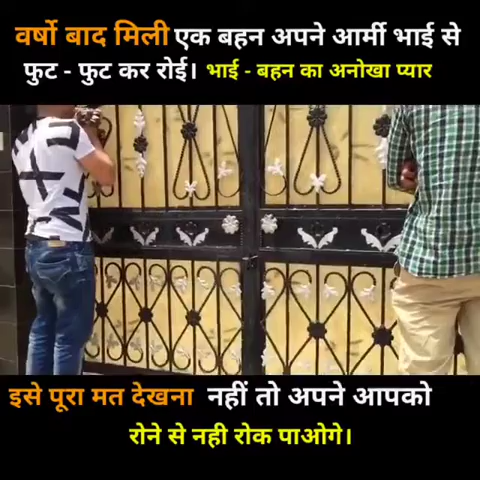 वर्षो बाद मिली एक बहन अपने आर्मी भाई से
फुट - फुट कर रोई। भाई - बहन का अनोखा प्यार
इसे पूरा मत देखना नहीं तो अपने आपको
रोने से नही रोक पाओगे।